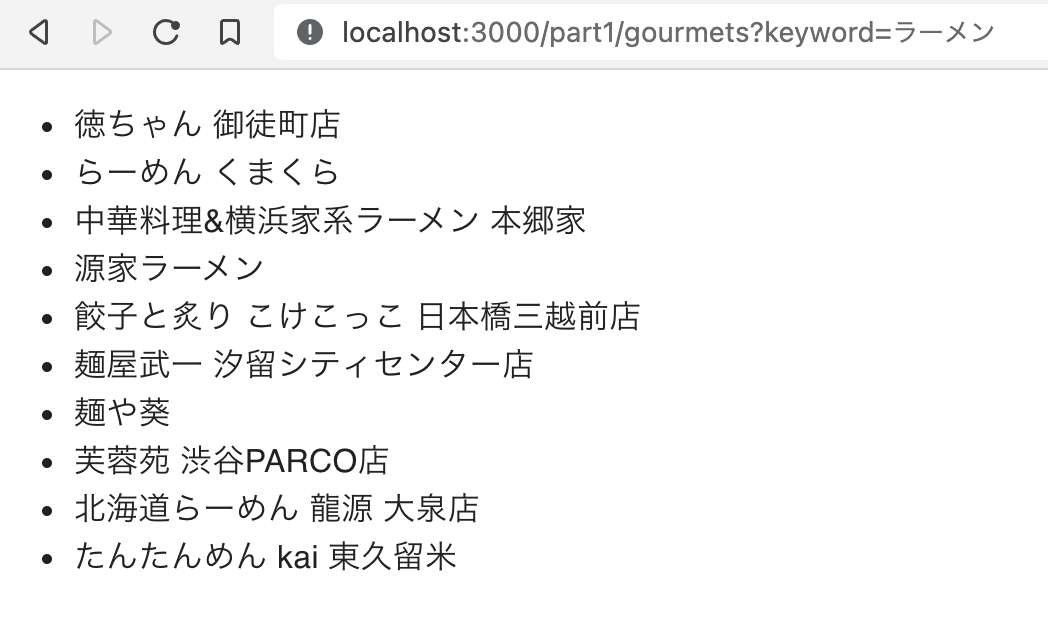 localhost:3000/part1/gourmets?keyword=ラーメン
徳ちゃん 御徒町店
らーめん くまくら
中華料理&横浜家系ラーメン 本郷家
源家ラーメン
餃子と炙り こけこっこ 日本橋三越前店
麺屋武一 汐留シティセンター店
麺や葵
芙蓉苑 渋谷PARCO店
北海道らーめん 龍源 大泉店
たんたんめん kai 東久留米